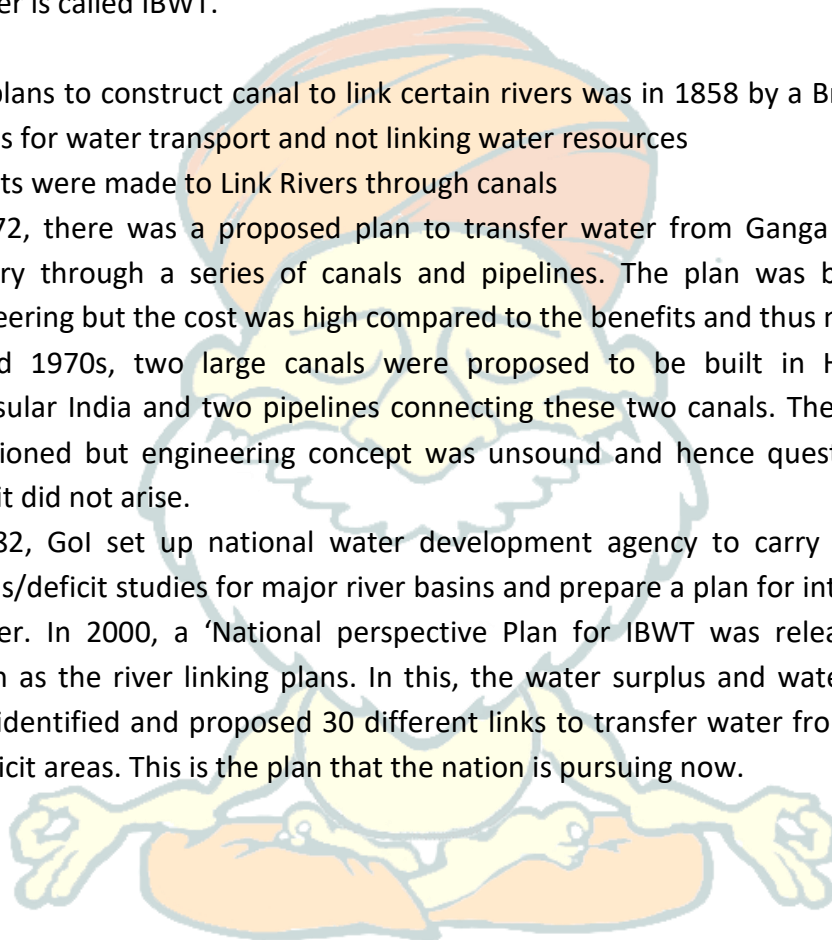 er is called IBWT.
plans to construct canal to link certain rivers was in 1858 by a Br
s for water transport and not linking water resources
ts were made to Link Rivers through canals
72, there was a proposed plan to transfer water from Ganga
ry through a series of canals and pipelines. The plan was b
eering but the cost was high compared to the benefits and thus
d 1970s, two large canals were proposed to be built in H
sular India and two pipelines connecting these two canals. The
tioned but engineering concept was unsound and hence quest
it did not arise.
82, GoI set up national water development agency to carry
s/deficit studies for major river basins and prepare a plan for int
er. In 2000, a ‘National perspective Plan for IBWT was relea
n as the river linking plans. In this, the water surplus and wate
identified and proposed 30 different links to transfer water fro
icit areas. This is the plan that the nation is pursuing now.